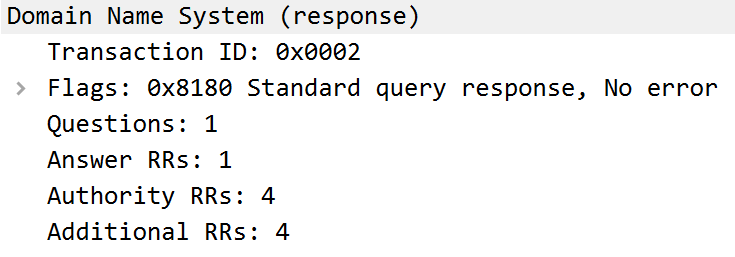 Domain Name System (response)
Transaction ID: 0x0002
Flags: 0x8180 Standard query response, No error
Questions: 1
Answer RRs: 1
Authority RRs: 4
Additional RRs: 4